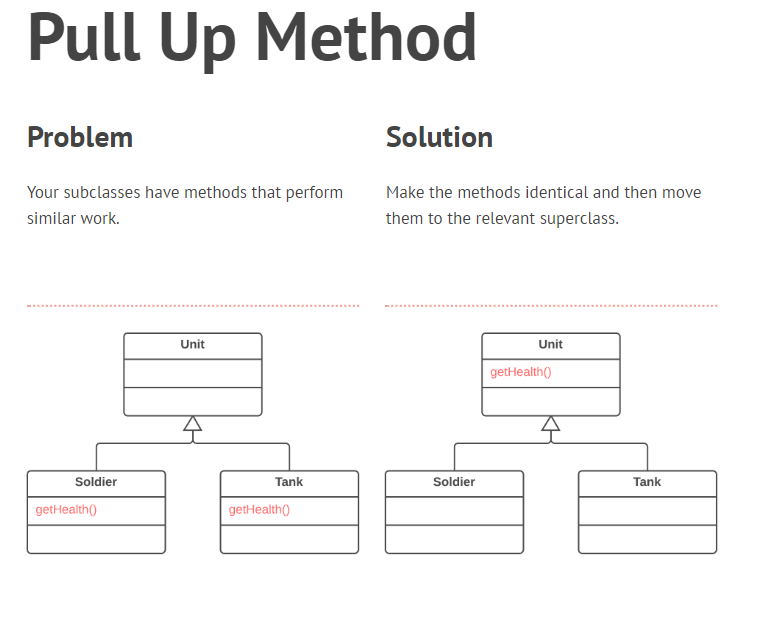 Pull Up Method
Problem
Your subclasses have methods that perform
similar work.
Solution
Make the methods identical and then move
them to the relevant superclass.
Unit
Soldier
getHealth()
Tank
getHealth()
Unit
getHealth()
Soldier
Tank